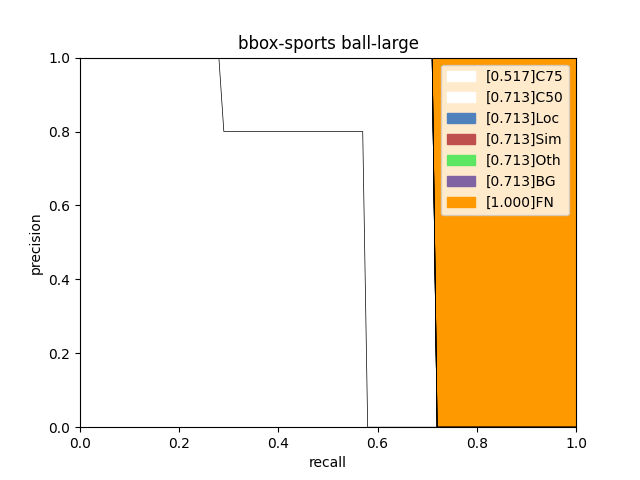 bbox-sports ball-large
1.0
0.8
0.6
0.4
0.2
0.0
precision
[0.517]C75
[0.713]C50
[0.713]Loc
[0.713]Sim
[0.713]Oth
[0.713]BG
[1.000]FN
0.0 0.2 0.4 0.6 0.8 1.0
recall